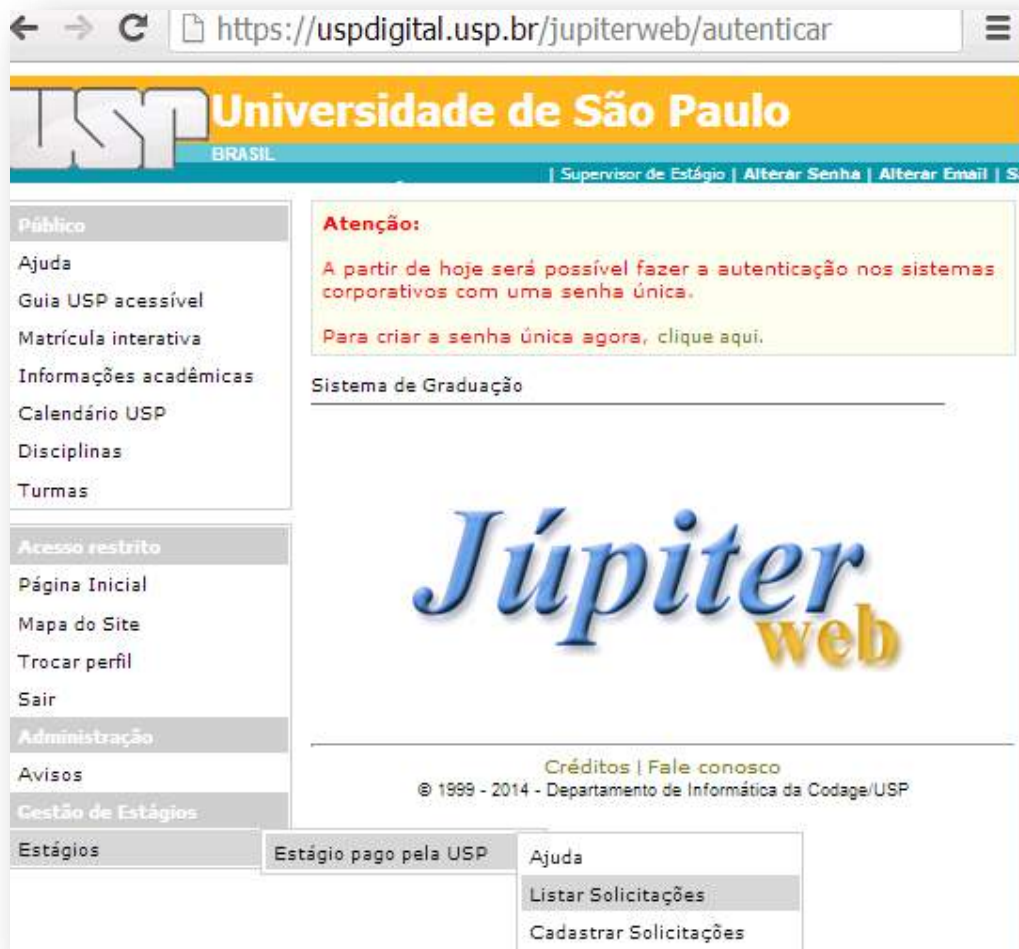 https://uspdigital.usp.br/jupiterweb/autenticar
USP
Universidade de São Paulo
BRASIL
| Supervisor de Estágio | Alterar Senha | Alterar Email | S
Público
Ajuda
Guia USP acessível
Matrícula interativa
Informações acadêmicas
Calendário USP
Disciplinas
Turmas
Acesso restrito
Página Inicial
Mapa do Site
Trocar perfil
Sair
Administração
Avisos
Gestão de Estágios
Estágios
Atenção:
A partir de hoje será possível fazer a autenticação nos sistemas
corporativos com uma senha única.
Para criar a senha única agora, clique aqui.
Sistema de Graduação
Júpiter
web
Créditos | Fale conosco
© 1999 - 2014 - Departamento de Informática da Codage/USP
Estágio pago pela USP
Ajuda
Listar Solicitações
Cadastrar Solicitações